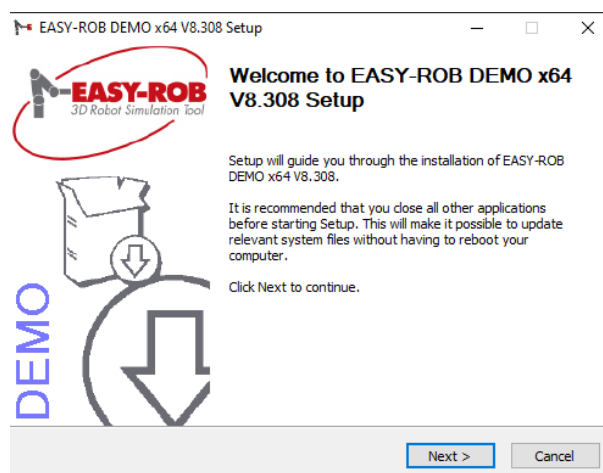 EASY-ROB DEMO x64 V8.308 Setup
EASY-ROB
3D Robot Simulation Tool
Welcome to EASY-ROB DEMO x64
V8.308 Setup
Setup will guide you through the installation of EASY-ROB
DEMO x64 V8.308.
It is recommended that you close all other applications
before starting Setup. This will make it possible to update
relevant system files without having to reboot your
computer.
Click Next to continue.
DEMO
Next >
Cancel